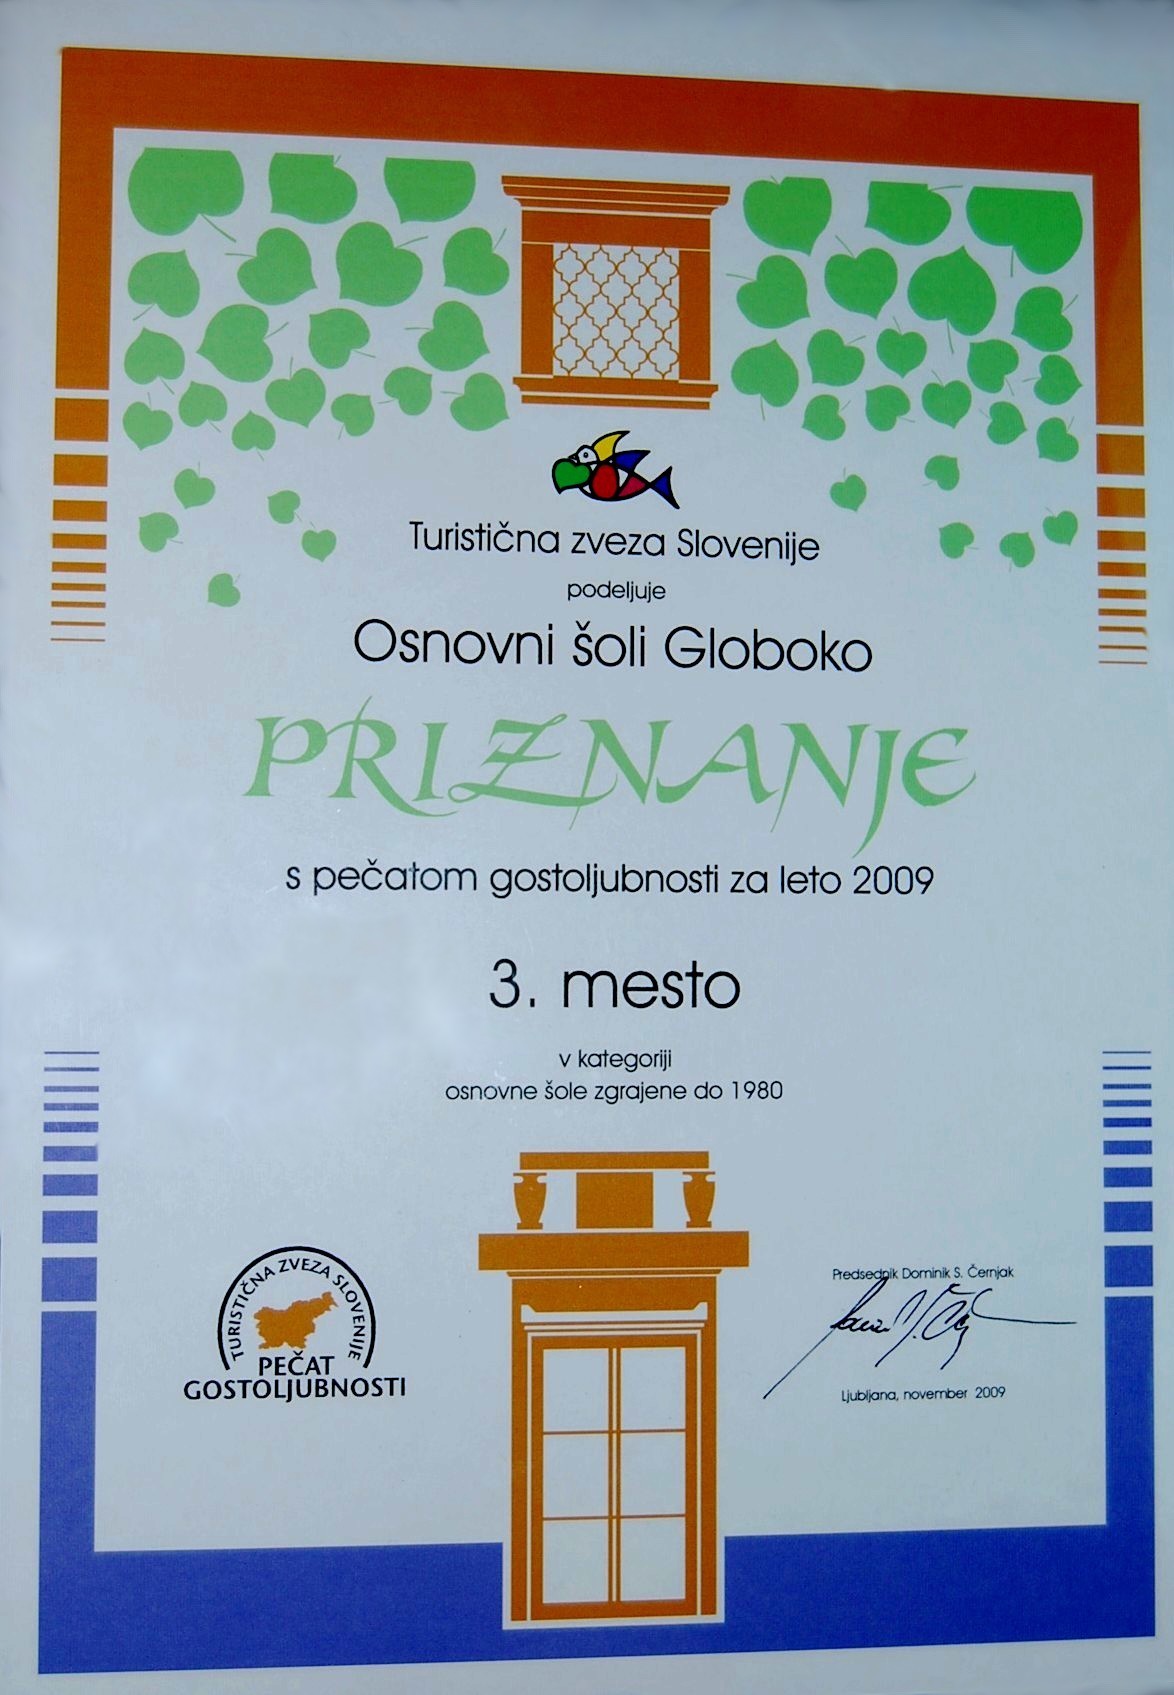 Turistična zveza Slovenije
podeljuje
Osnovni šoli Globoko
PRIZNANJE
s pečatom gostoljubnosti za leto 2009
3. mesto
v kategoriji
osnovne šole zgrajene do 1980
TURISTIČNA ZVEZA SLOVENIJE
PEČAT
GOSTOLJUBNOSTI
Predsednik Dominik S. Černjak
Ljubljana, november 2009